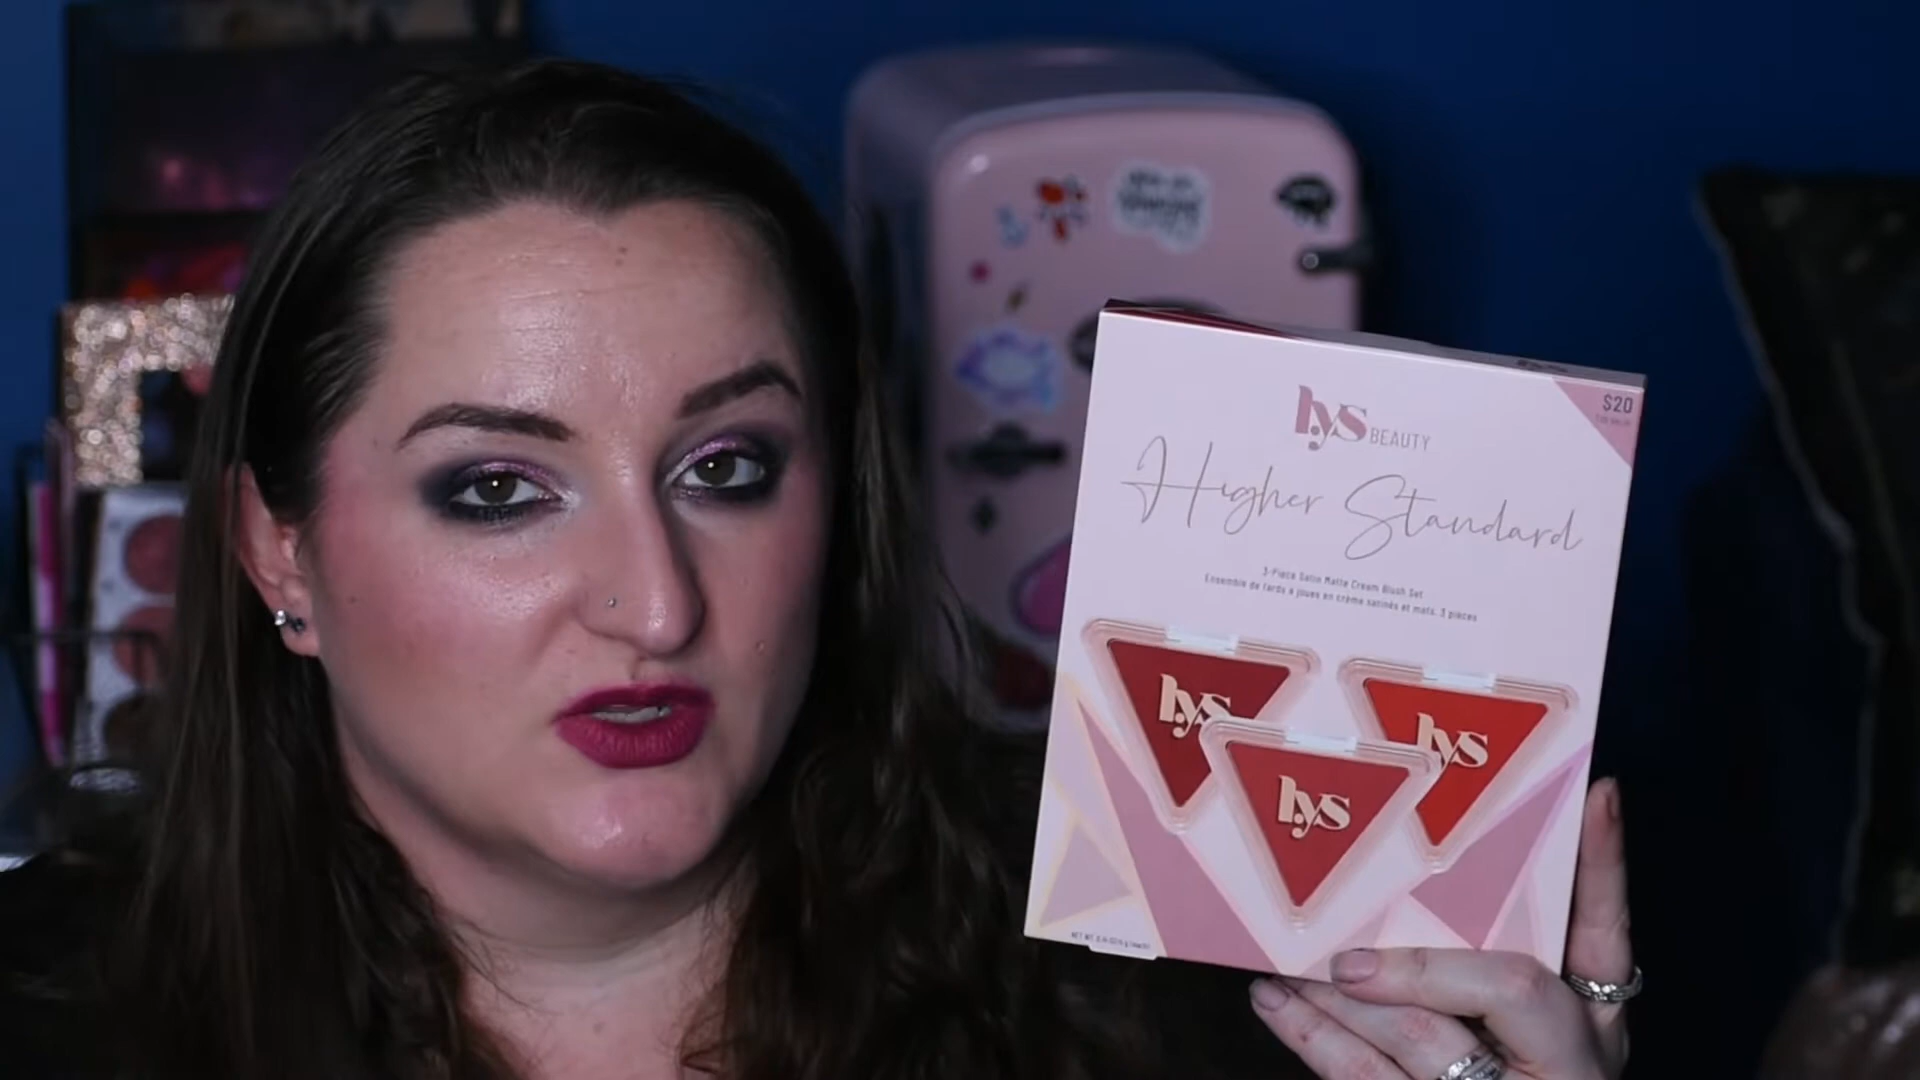 lys BEAUTY
$20
Higher Standard
3-Piece Satin Matte Cream Blush Set
Ensemble de fards à joues en crème satinés et mats, 3 pièces
lys
lys
lys